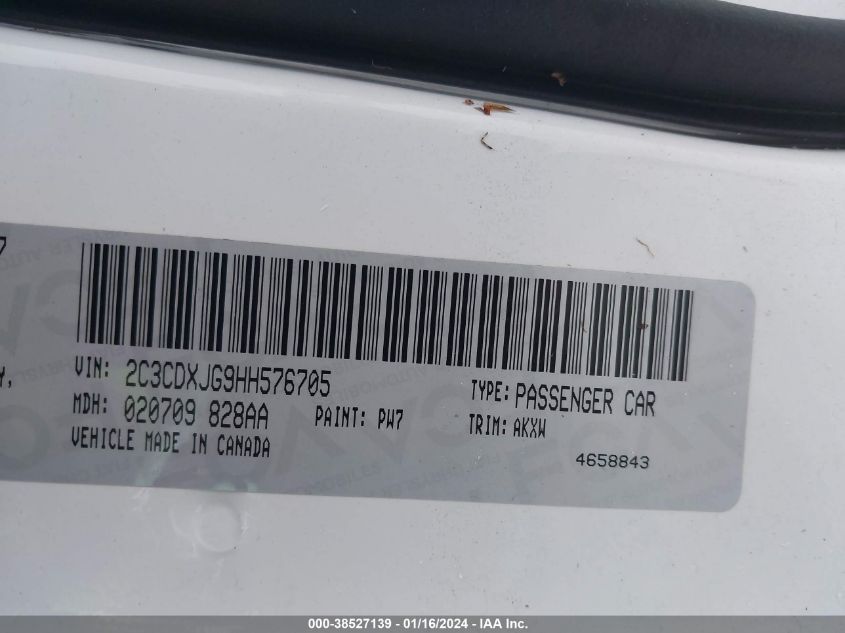 7
Y,
VIN: 2C3CDXJG9HH576705
TYPE: PASSENGER CAR
MDH: 020709 828AA
PAINT: PW7
TRIM: AKXW
VEHICLE MADE IN CANADA
4658843
000-38527139 - 01/16/2024 - IAA Inc.